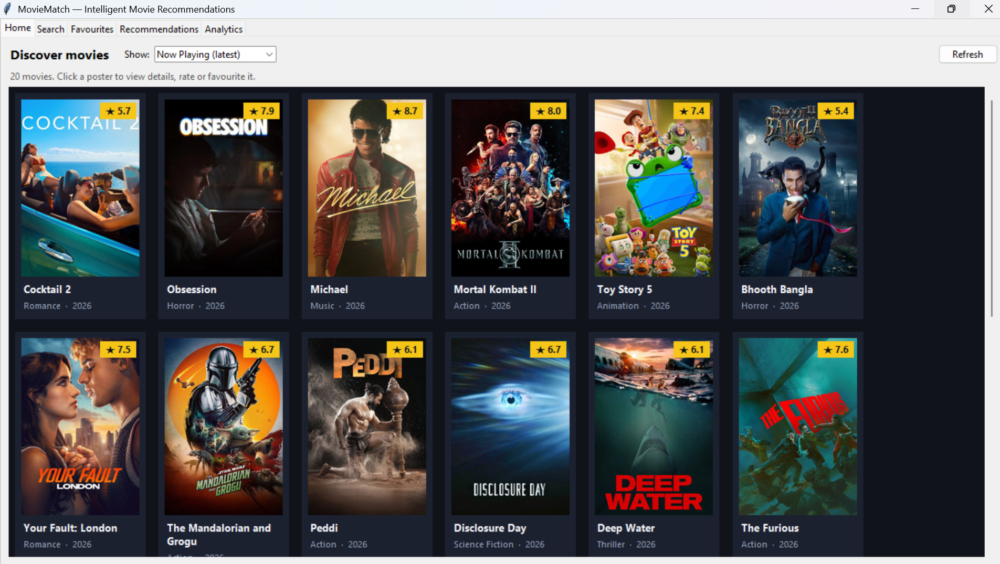 MovieMatch — Intelligent Movie Recommendations
Home Search Favourites Recommendations Analytics
Discover movies Show: Now Playing (latest) Refresh
20 movies. Click a poster to view details, rate or favourite it.
COCKTAIL 2
★ 5.7
OBSESSION
★ 7.9
Michael
★ 8.7
MORTAL KOMBAT
II
★ 8.0
TOY
STORY
5
★ 7.4
BHOOTH
BANGLA
★ 5.4
Cocktail 2
Romance · 2026
Obsession
Horror · 2026
Michael
Music · 2026
Mortal Kombat II
Action · 2026
Toy Story 5
Animation · 2026
Bhooth Bangla
Horror · 2026
★ 7.5
YOUR FAULT
LONDON
★ 6.7
STAR WARS
THE
MANDALORIAN
AND GROGU
★ 6.1
PEDDI
★ 6.7
DISCLOSURE DAY
★ 6.1
DEEP
WATER
★ 7.6
THE FURIOUS
Your Fault: London
Romance · 2026
The Mandalorian and
Grogu
Action · 2026
Peddi
Action · 2026
Disclosure Day
Science Fiction · 2026
Deep Water
Thriller · 2026
The Furious
Action · 2026